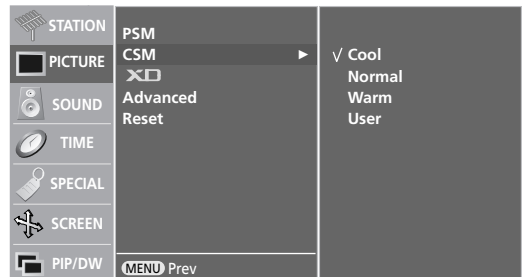 STATION
PICTURE
SOUND
TIME
SPECIAL
SCREEN
PIP/DW
PSM
CSM ►
XD
Advanced
Reset
MENU Prev
√ Cool
Normal
Warm
User